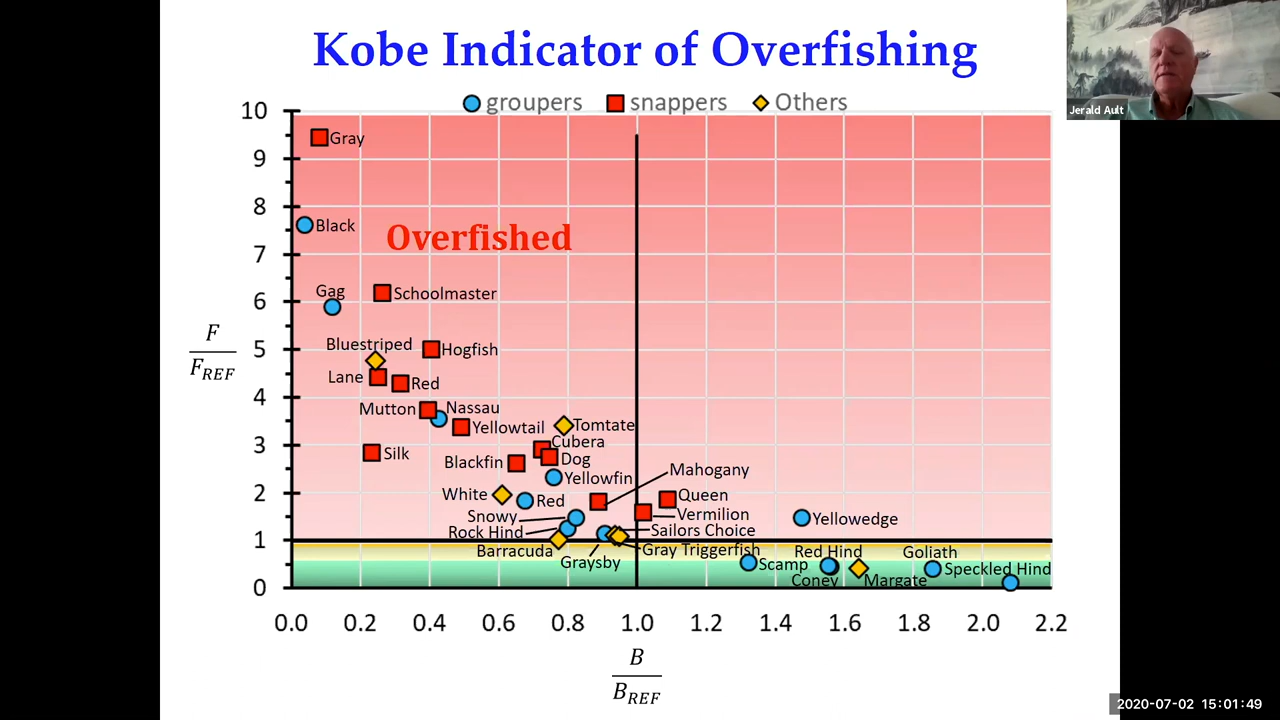 Kobe Indicator of Overfishing
groupers snappers Others
Jerald Ault
10
9
8
7
6
5
4
3
2
1
0
F
F_REF
Gray
Black
Overfished
Gag
Schoolmaster
Bluestriped
Hogfish
Lane
Red
Mutton
Nassau
Yellowtail
Tomtate
Cubera
Silk
Blackfin
Dog
Mahogany
Yellowfin
White
Red
Queen
Snowy
Vermilion
Yellowedge
Rock Hind
Sailors Choice
Barracuda
Gray Triggerfish
Red Hind
Goliath
Graysby
Scamp
Speckled Hind
Coney
Margate
0.0 0.2 0.4 0.6 0.8 1.0 1.2 1.4 1.6 1.8 2.0 2.2
B
B_REF
2020-07-02 15:01:49